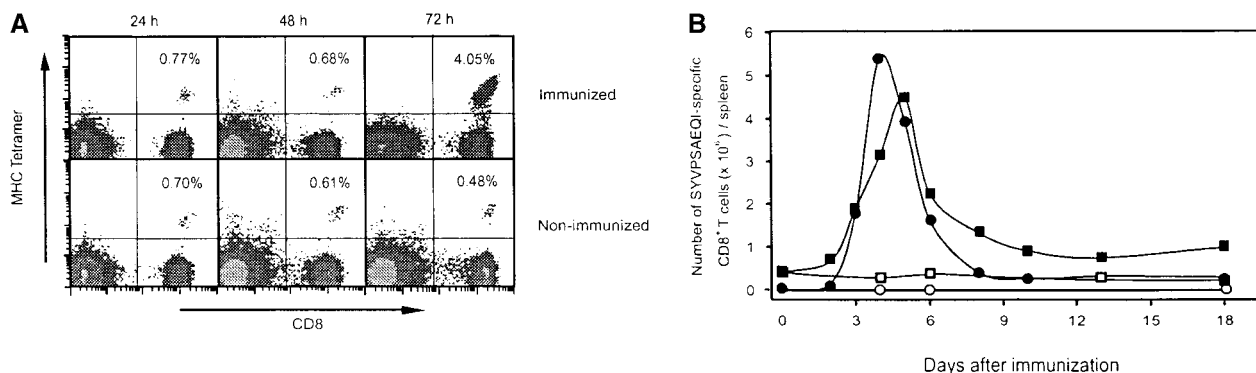 A
24 h 48 h 72 h
MHC Tetramer
0.77% 0.68% 4.05%
Immunized
0.70% 0.61% 0.48%
Non-immunized
CD8
B
Number of SYVPSAEQI-specific
CD8+ T cells (x 10⁶) / spleen
6
5
4
3
2
1
0
0 3 6 9 12 15 18
Days after immunization